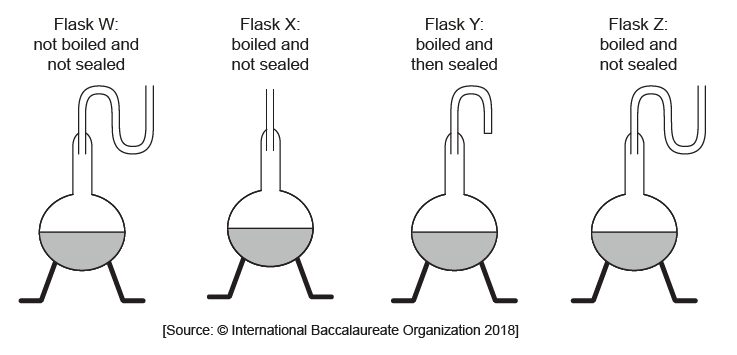 Flask W:
not boiled and
not sealed
Flask X:
boiled and
not sealed
Flask Y:
boiled and
then sealed
Flask Z:
boiled and
not sealed
[Source: © International Baccalaureate Organization 2018]